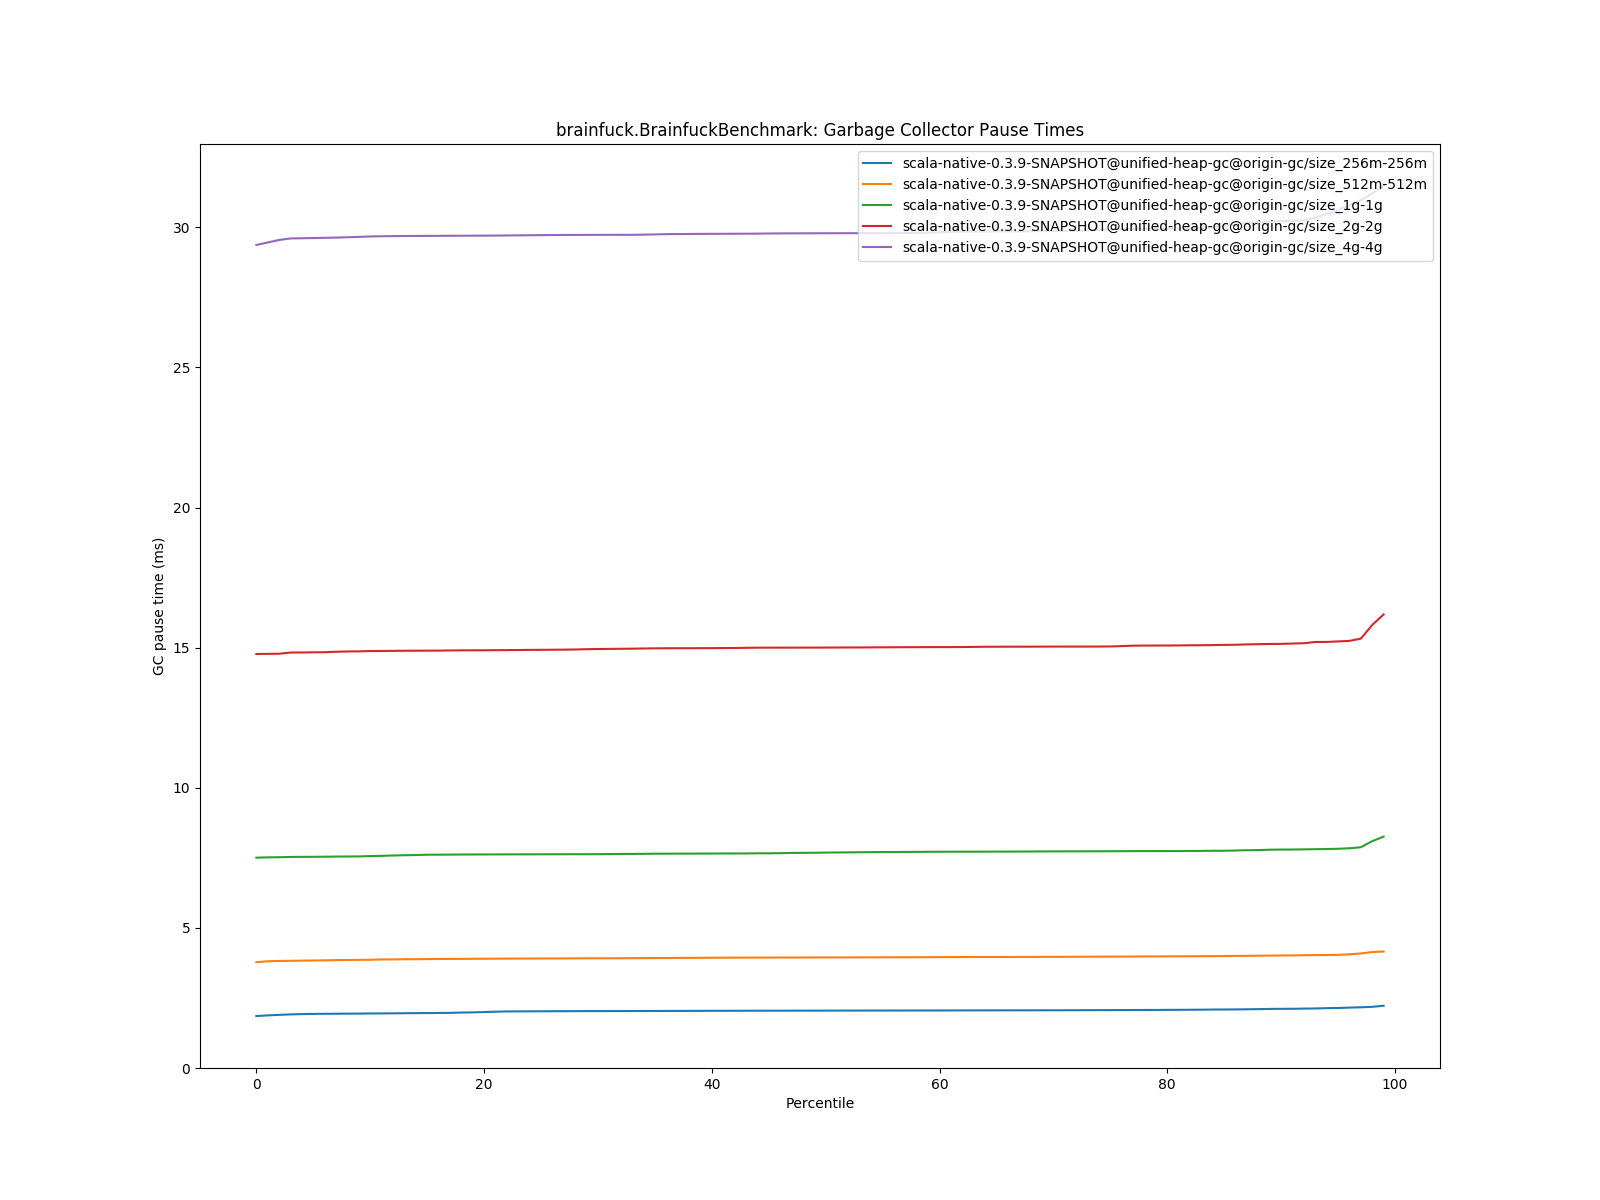 brainfuck.BrainfuckBenchmark: Garbage Collector Pause Times
scala-native-0.3.9-SNAPSHOT@unified-heap-gc@origin-gc/size_256m-256m
scala-native-0.3.9-SNAPSHOT@unified-heap-gc@origin-gc/size_512m-512m
scala-native-0.3.9-SNAPSHOT@unified-heap-gc@origin-gc/size_1g-1g
scala-native-0.3.9-SNAPSHOT@unified-heap-gc@origin-gc/size_2g-2g
scala-native-0.3.9-SNAPSHOT@unified-heap-gc@origin-gc/size_4g-4g
30
25
20
15
10
5
0
GC pause time (ms)
0 20 40 60 80 100
Percentile